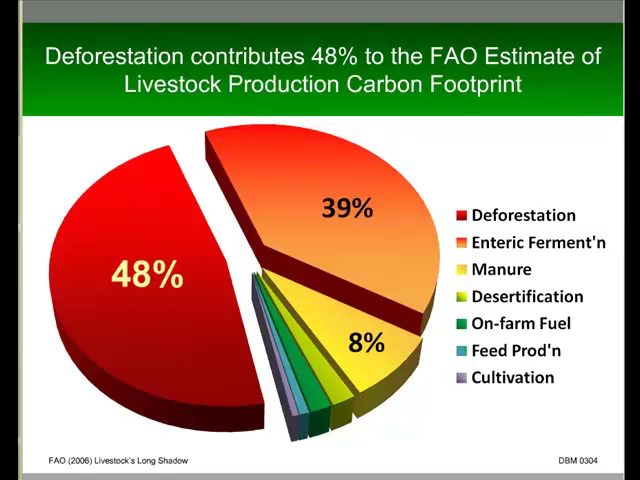 Deforestation contributes 48% to the FAO Estimate of
Livestock Production Carbon Footprint
39%
48%
8%
Deforestation
Enteric Ferment'n
Manure
Desertification
On-farm Fuel
Feed Prod'n
Cultivation
FAO (2006) Livestock's Long Shadow
DBM 0304